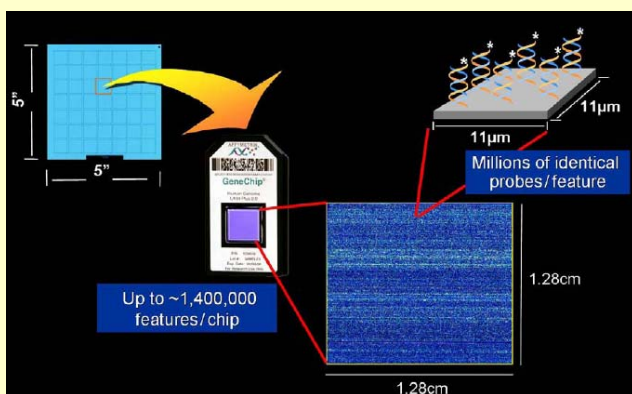 5”
5”
AFFYMETRIX
GeneChip®
Up to ~1,400,000
features/chip
* * * * * *
11µm
11µm
Millions of identical
probes/feature
1.28cm
1.28cm